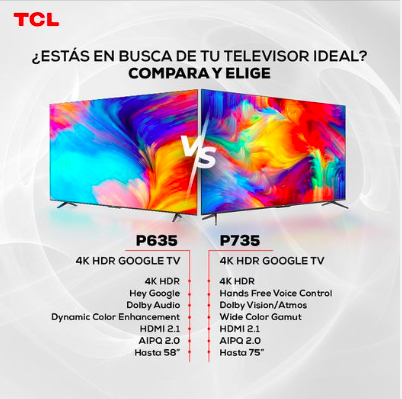 TCL
¿ESTÁS EN BUSCA DE TU TELEVISOR IDEAL?
COMPARA Y ELIGE
VS
P635
4K HDR GOOGLE TV
4K HDR
Hey Google
Dolby Audio
Dynamic Color Enhancement
HDMI 2.1
AIPQ 2.0
Hasta 58"
P735
4K HDR GOOGLE TV
4K HDR
Hands Free Voice Control
Dolby Vision/Atmos
Wide Color Gamut
HDMI 2.1
AIPQ 2.0
Hasta 75"